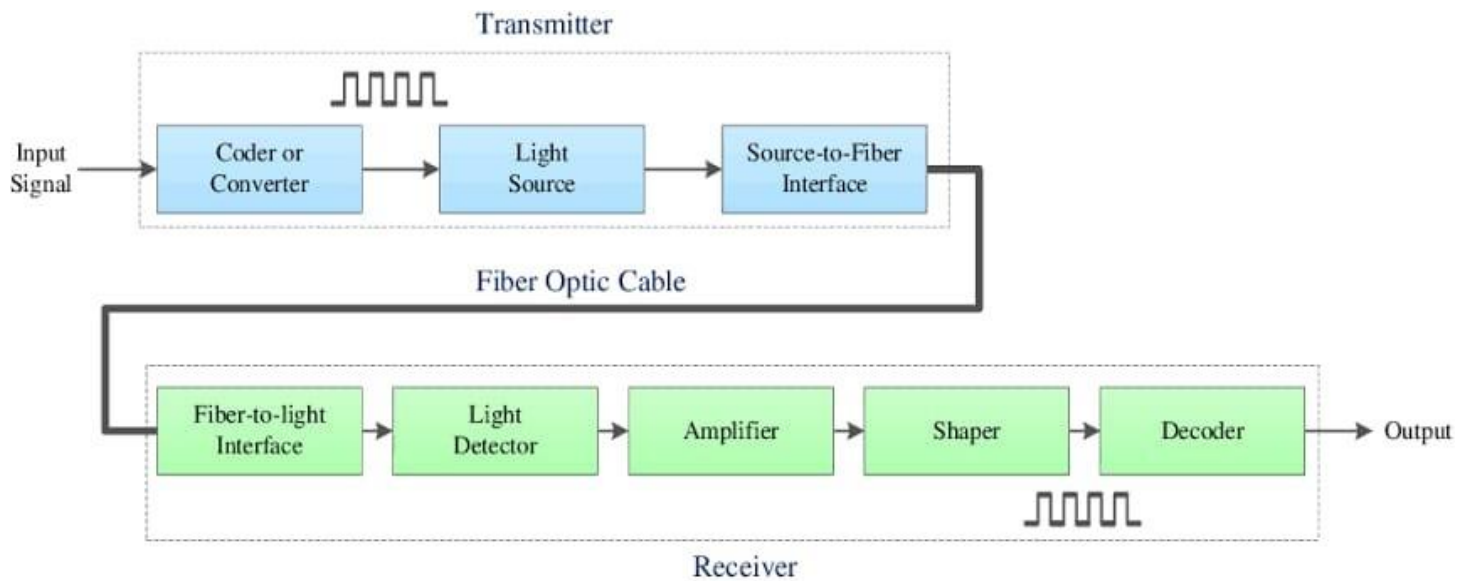 Transmitter
Input
Signal
Coder or
Converter
Light
Source
Source-to-Fiber
Interface
Fiber Optic Cable
Fiber-to-light
Interface
Light
Detector
Amplifier
Shaper
Decoder
Output
Receiver